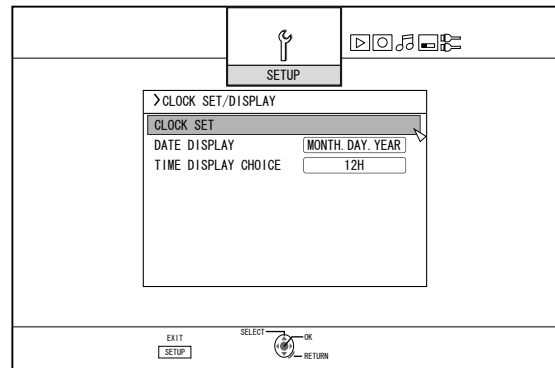 SETUP
>CLOCK SET/DISPLAY
CLOCK SET
DATE DISPLAY MONTH. DAY. YEAR
TIME DISPLAY CHOICE 12H
EXIT SELECT OK
SETUP RETURN